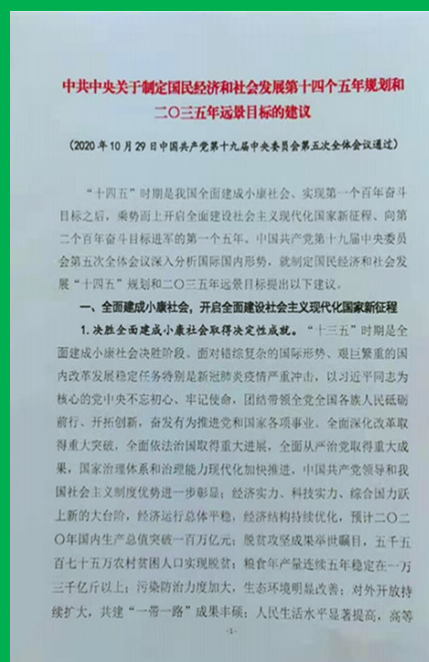 中共中央关于制定国民经济和社会发展第十四个五年规划和
二〇三五年远景目标的建议
（2020年10月29日中国共产党第十九届中央委员会第五次全体会议通过）
“十四五”时期是我国全面建成小康社会、实现第一个百年奋斗
目标之后，乘势而上开启全面建设社会主义现代化国家新征程、向第
二个百年奋斗目标进军的第一个五年。中国共产党第十九届中央委员
会第五次全体会议深入分析国际国内形势，就制定国民经济和社会发
展“十四五”规划和二〇三五年远景目标提出以下建议。
一、全面建成小康社会，开启全面建设社会主义现代化国家新征程
1.决胜全面建成小康社会取得决定性成就。“十三五”时期是全
面建成小康社会决胜阶段。面对错综复杂的国际形势、艰巨繁重的国
内改革发展稳定任务特别是新冠肺炎疫情严重冲击，以习近平同志为
核心的党中央不忘初心、牢记使命，团结带领全党全国各族人民砥砺
前行、开拓创新，奋发有为推进党和国家各项事业。全面深化改革取
得重大突破，全面依法治国取得重大进展，全面从严治党取得重大成
果，国家治理体系和治理能力现代化加快推进，中国共产党领导和我
国社会主义制度优势进一步彰显；经济实力、科技实力、综合国力跃
上新的大台阶，经济运行总体平稳，经济结构持续优化，预计二〇二
〇年国内生产总值突破一百万亿元；脱贫攻坚成果举世瞩目，五千五
百七十五万农村贫困人口实现脱贫；粮食年产量连续五年稳定在一万
三千亿斤以上；污染防治力度加大，生态环境明显改善；对外开放持
续扩大，共建“一带一路”成果丰硕；人民生活水平显著提高，高等
-1-